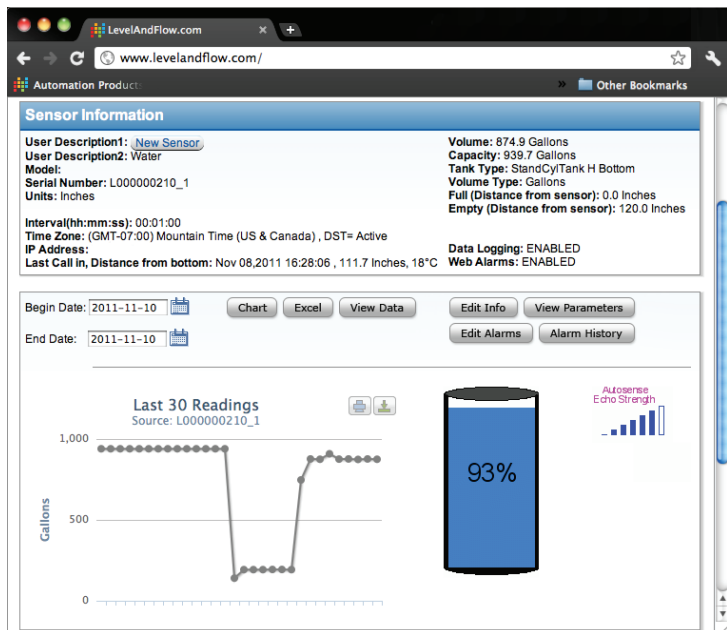 LevelAndFlow.com
www.levelandflow.com/
Automation Products
Other Bookmarks
Sensor Information
User Description1: New Sensor
User Description2: Water
Model:
Serial Number: L000000210_1
Units: Inches
Interval(hh:mm:ss): 00:01:00
Time Zone: (GMT-07:00) Mountain Time (US & Canada) , DST= Active
IP Address:
Last Call in, Distance from bottom: Nov 08,2011 16:28:06 , 111.7 Inches, 18°C
Volume: 874.9 Gallons
Capacity: 939.7 Gallons
Tank Type: StandCylTank H Bottom
Volume Type: Gallons
Full (Distance from sensor): 0.0 Inches
Empty (Distance from sensor): 120.0 Inches
Data Logging: ENABLED
Web Alarms: ENABLED
Begin Date: 2011-11-10
Chart Excel View Data
Edit Info View Parameters
End Date: 2011-11-10
Edit Alarms Alarm History
Last 30 Readings
Source: L000000210_1
1,000
500
0
Gallons
93%
Autosense
Echo Strength